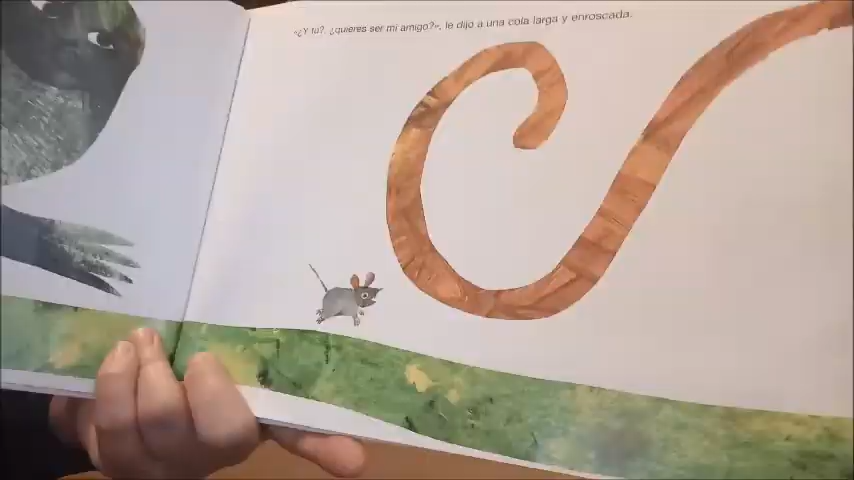 «¿Y tú?, ¿quieres ser mi amigo?», le dijo a una cola larga y enroscada.